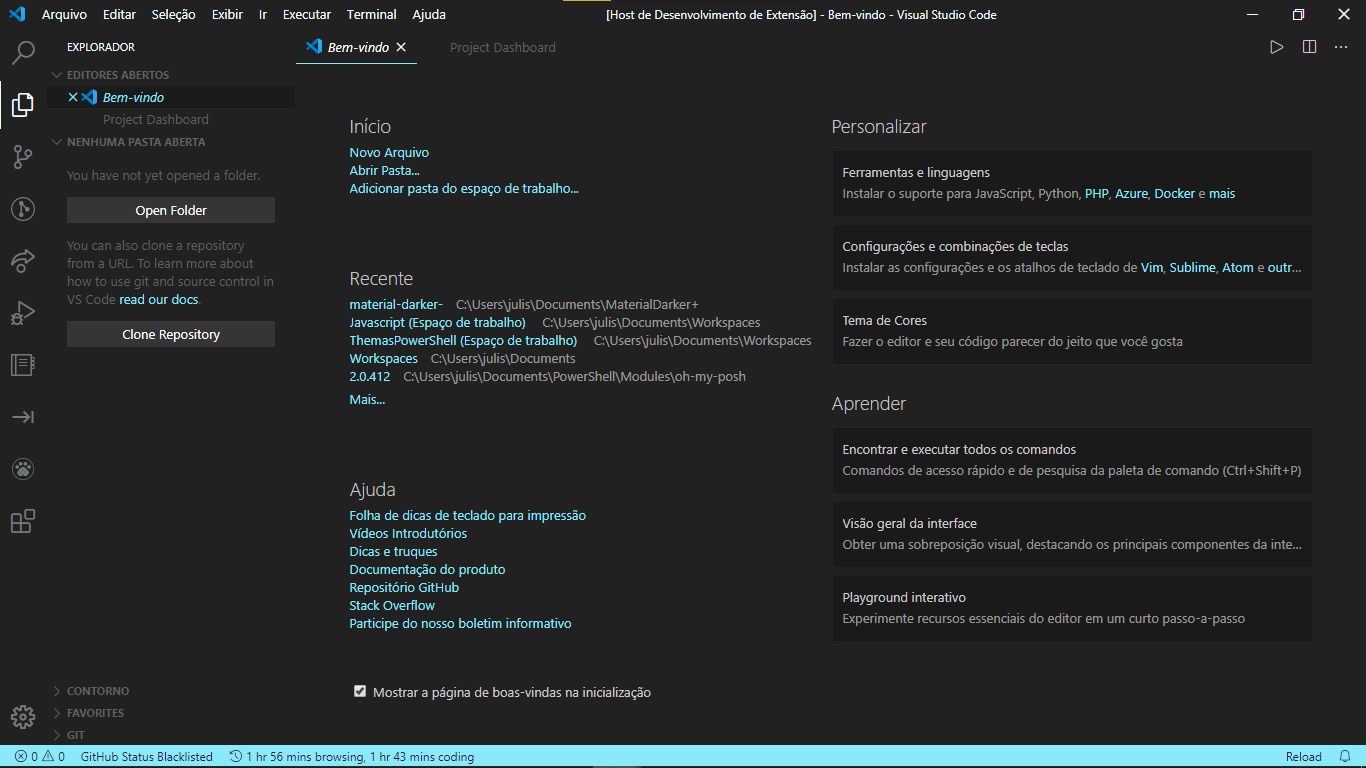 Arquivo Editar Seleção Exibir Ir Executar Terminal Ajuda [Host de Desenvolvimento de Extensão] - Bem-vindo - Visual Studio Code
EXPLORADOR
EDITORES ABERTOS
Bem-vindo
Project Dashboard
NENHUMA PASTA ABERTA
You have not yet opened a folder.
Open Folder
You can also clone a repository
from a URL. To learn more about
how to use git and source control in
VS Code read our docs.
Clone Repository
CONTORNO
FAVORITES
GIT
Bem-vindo Project Dashboard
Início
Novo Arquivo
Abrir Pasta...
Adicionar pasta do espaço de trabalho...
Recente
material-darker- C:\Users\julis\Documents\MaterialDarker+
Javascript (Espaço de trabalho) C:\Users\julis\Documents\Workspaces
ThemasPowerShell (Espaço de trabalho) C:\Users\julis\Documents\Workspaces
Workspaces C:\Users\julis\Documents
2.0.412 C:\Users\julis\Documents\PowerShell\Modules\oh-my-posh
Mais...
Ajuda
Folha de dicas de teclado para impressão
Vídeos Introdutórios
Dicas e truques
Documentação do produto
Repositório GitHub
Stack Overflow
Participe do nosso boletim informativo
Mostrar a página de boas-vindas na inicialização
Personalizar
Ferramentas e linguagens
Instalar o suporte para JavaScript, Python, PHP, Azure, Docker e mais
Configurações e combinações de teclas
Instalar as configurações e os atalhos de teclado de Vim, Sublime, Atom e outr...
Tema de Cores
Fazer o editor e seu código parecer do jeito que você gosta
Aprender
Encontrar e executar todos os comandos
Comandos de acesso rápido e de pesquisa da paleta de comando (Ctrl+Shift+P)
Visão geral da interface
Obter uma sobreposição visual, destacando os principais componentes da inte...
Playground interativo
Experimente recursos essenciais do editor em um curto passo-a-passo
0 0 GitHub Status Blacklisted 1 hr 56 mins browsing, 1 hr 43 mins coding Reload